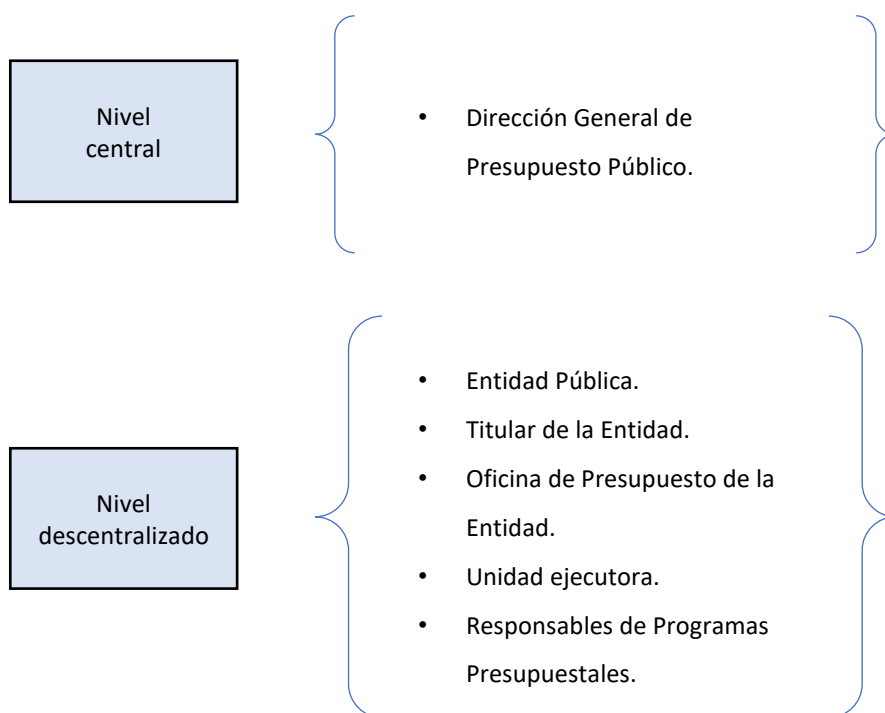 Nivel
central
• Dirección General de
Presupuesto Público.
Nivel
descentralizado
• Entidad Pública.
• Titular de la Entidad.
• Oficina de Presupuesto de la
Entidad.
• Unidad ejecutora.
• Responsables de Programas
Presupuestales.